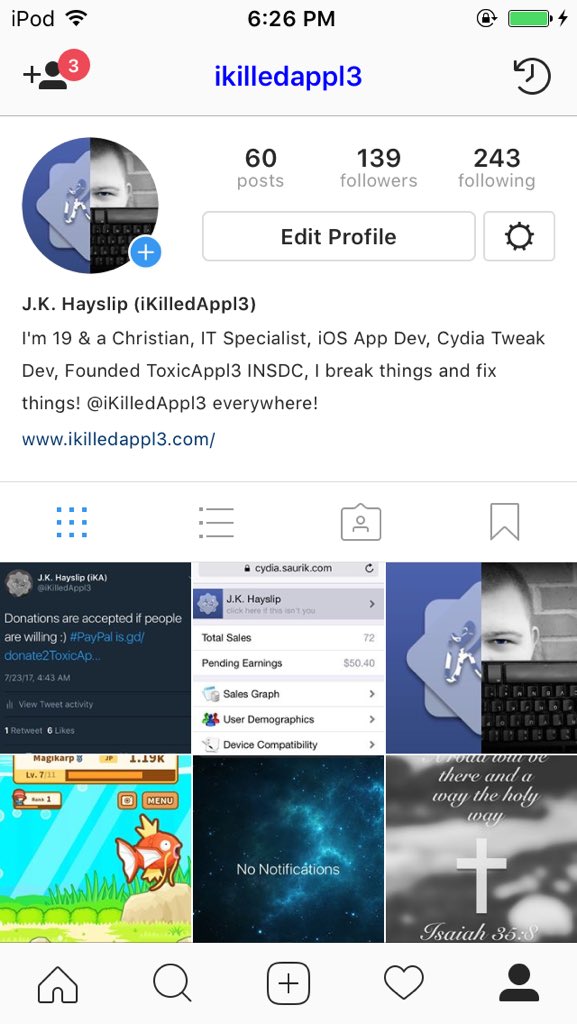 iPod 6:26 PM
3
ikilledappl3
60 139 243
posts followers following
Edit Profile
J.K. Hayslip (iKilledAppl3)
I'm 19 & a Christian, IT Specialist, iOS App Dev, Cydia Tweak
Dev, Founded ToxicAppl3 INSDC, I break things and fix
things! @iKilledAppl3 everywhere!
www.ikilledappl3.com/
J.K. Hayslip (iKA)
@iKilledAppl3
Donations are accepted if people
are willing :) #PayPal is.gd/
donate2ToxicAp...
7/23/17, 4:43 AM
View Tweet activity
1 Retweet 6 Likes
cydia.saurik.com
J.K. Hayslip
click here if this isn't you
Total Sales 72
Pending Earnings $50.40
Sales Graph
User Demographics
Device Compatibility
Magikarp JP 1.19K
Lv. 7/11
Rank 1 MENU
No Notifications
A road will be
there and a
way the holy
way
Isaiah 35:8